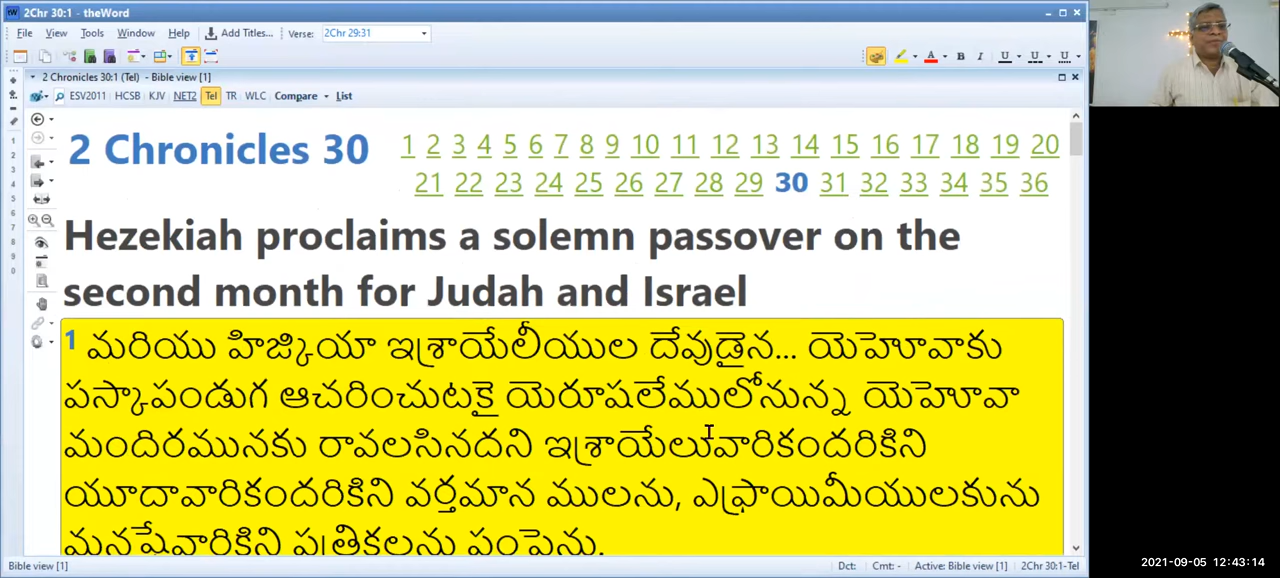 2Chr 30:1 - theWord
File View Tools Window Help Add Titles... Verse: 2Chr 29:31
2 Chronicles 30:1 (Tel) - Bible view [1]
ESV2011 HCSB KJV NET2 Tel TR WLC Compare List
2 Chronicles 30
1 2 3 4 5 6 7 8 9 10 11 12 13 14 15 16 17 18 19 20
21 22 23 24 25 26 27 28 29 30 31 32 33 34 35 36
Hezekiah proclaims a solemn passover on the
second month for Judah and Israel
1 మరియు హిజ్కియా ఇశ్రాయేలీయుల దేవుడైన... యెహోవాకు
పస్కాపండుగ ఆచరించుటకై యెరూషలేములోనున్న యెహోవా
మందిరమునకు రావలసినదని ఇశ్రాయేలువారికందరికిని
యూదావారికందరికిని వర్తమాన ములను, ఎఫ్రాయిమీయులకును
మనష్షేవారికిని పత్రికలను పంపెను.
Bible view [1] Dct: Cmt: - Active: Bible view [1] 2Chr 30:1-Tel
2021-09-05 12:43:14